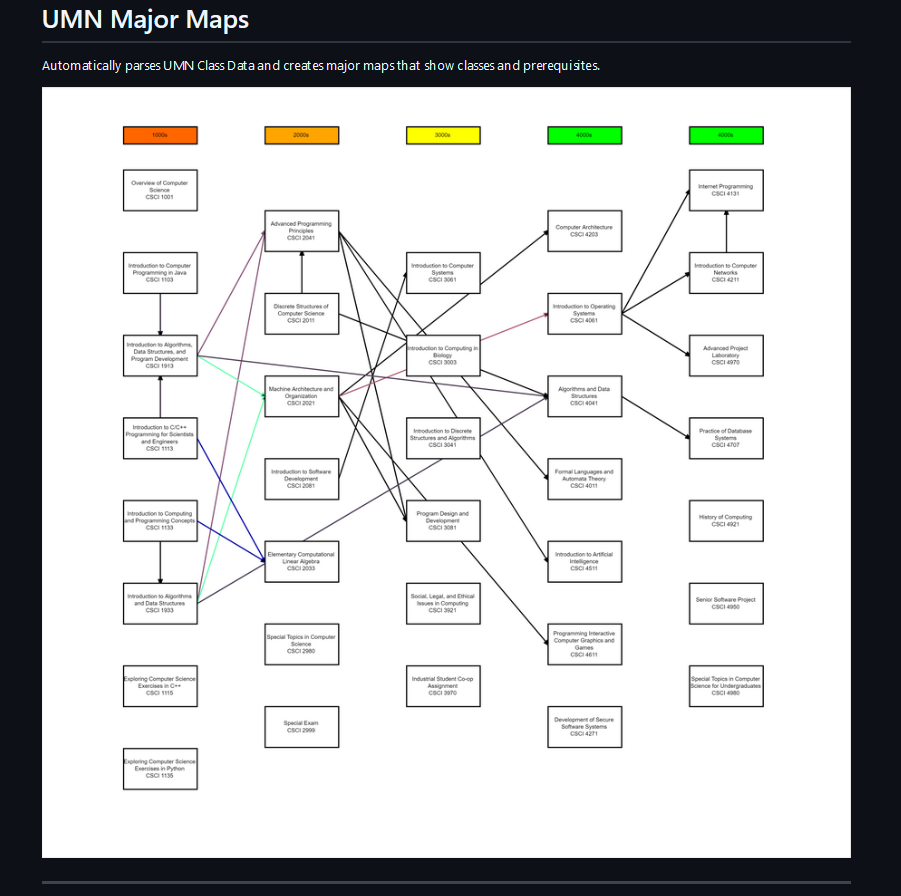 UMN Major Maps
Automatically parses UMN Class Data and creates major maps that show classes and prerequisites.
1000s
2000s
3000s
4000s
4000s
Overview of Computer
Science
CSCI 1001
Introduction to Computer
Programming in Java
CSCI 1103
Introduction to Algorithms,
Data Structures, and
Program Development
CSCI 1913
Introduction to C/C++
Programming for Scientists
and Engineers
CSCI 1113
Introduction to Computing
and Programming Concepts
CSCI 1133
Introduction to Algorithms
and Data Structures
CSCI 1933
Exploring Computer Science
Exercises in C++
CSCI 1115
Exploring Computer Science
Exercises in Python
CSCI 1135
Advanced Programming
Principles
CSCI 2041
Discrete Structures of
Computer Science
CSCI 2011
Machine Architecture and
Organization
CSCI 2021
Introduction to Software
Development
CSCI 2081
Elementary Computational
Linear Algebra
CSCI 2033
Special Topics in Computer
Science
CSCI 2980
Special Exam
CSCI 2999
Introduction to Computer
Systems
CSCI 3061
Introduction to Computing in
Biology
CSCI 3003
Introduction to Discrete
Structures and Algorithms
CSCI 3041
Program Design and
Development
CSCI 3081
Social, Legal, and Ethical
Issues in Computing
CSCI 3921
Industrial Student Co-op
Assignment
CSCI 3970
Computer Architecture
CSCI 4203
Introduction to Operating
Systems
CSCI 4061
Algorithms and Data
Structures
CSCI 4041
Formal Languages and
Automata Theory
CSCI 4011
Introduction to Artificial
Intelligence
CSCI 4511
Programming Interactive
Computer Graphics and
Games
CSCI 4611
Development of Secure
Software Systems
CSCI 4271
Internet Programming
CSCI 4131
Introduction to Computer
Networks
CSCI 4211
Advanced Project
Laboratory
CSCI 4970
Practice of Database
Systems
CSCI 4707
History of Computing
CSCI 4921
Senior Software Project
CSCI 4950
Special Topics in Computer
Science for Undergraduates
CSCI 4980